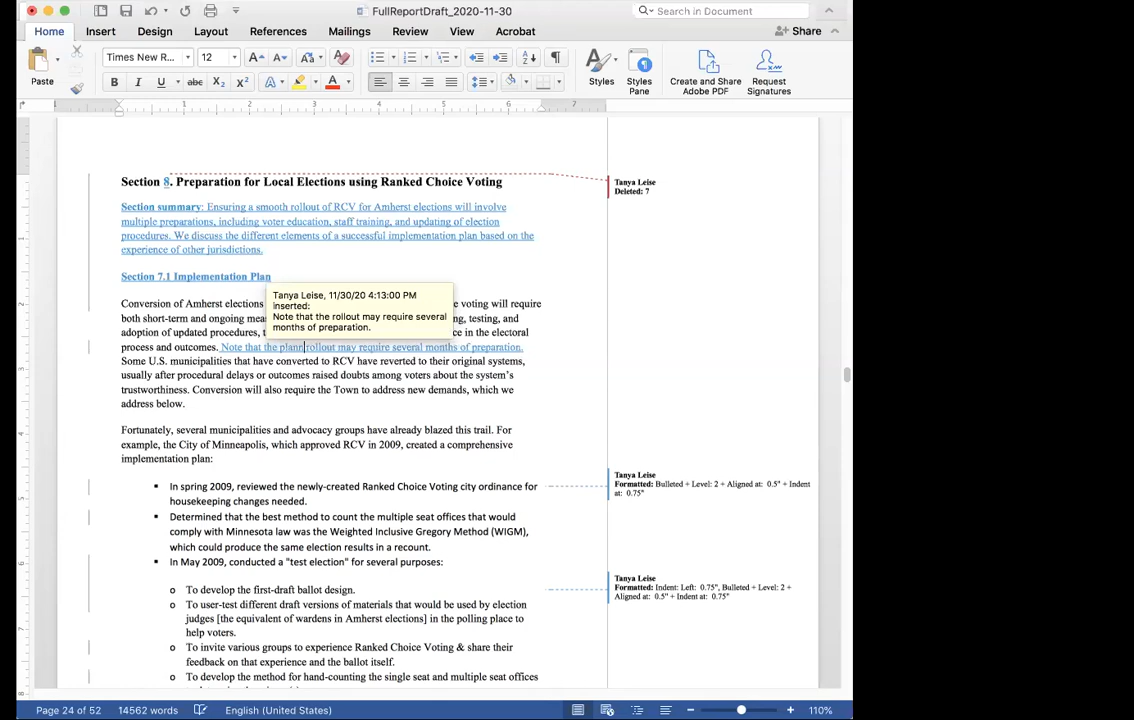 FullReportDraft_2020-11-30
Search in Document
Home Insert Design Layout References Mailings Review View Acrobat Share
Paste
Times New R... 12
B I U abc X2 X2 A A
Styles
Styles Pane
Create and Share Adobe PDF
Request Signatures
1 1 2 3 4 5 6 7
Section 8. Preparation for Local Elections using Ranked Choice Voting
Tanya Leise
Deleted: 7
Section summary: Ensuring a smooth rollout of RCV for Amherst elections will involve
multiple preparations, including voter education, staff training, and updating of election
procedures. We discuss the different elements of a successful implementation plan based on the
experience of other jurisdictions.
Section 7.1 Implementation Plan
Tanya Leise, 11/30/20 4:13:00 PM
inserted:
Note that the rollout may require several
months of preparation.
Conversion of Amherst elections e voting will require
both short-term and ongoing mea ng, testing, and
adoption of updated procedures, t ce in the electoral
process and outcomes. Note that the plann rollout may require several months of preparation.
Some U.S. municipalities that have converted to RCV have reverted to their original systems,
usually after procedural delays or outcomes raised doubts among voters about the system's
trustworthiness. Conversion will also require the Town to address new demands, which we
address below.
Fortunately, several municipalities and advocacy groups have already blazed this trail. For
example, the City of Minneapolis, which approved RCV in 2009, created a comprehensive
implementation plan:
▪ In spring 2009, reviewed the newly-created Ranked Choice Voting city ordinance for
housekeeping changes needed.
Tanya Leise
Formatted: Bulleted + Level: 2 + Aligned at: 0.5" + Indent
at: 0.75"
▪ Determined that the best method to count the multiple seat offices that would
comply with Minnesota law was the Weighted Inclusive Gregory Method (WIGM),
which could produce the same election results in a recount.
▪ In May 2009, conducted a "test election" for several purposes:
Tanya Leise
Formatted: Indent: Left: 0.75", Bulleted + Level: 2 +
Aligned at: 0.5" + Indent at: 0.75"
o To develop the first-draft ballot design.
o To user-test different draft versions of materials that would be used by election
judges [the equivalent of wardens in Amherst elections] in the polling place to
help voters.
o To invite various groups to experience Ranked Choice Voting & share their
feedback on that experience and the ballot itself.
o To develop the method for hand-counting the single seat and multiple seat offices
Page 24 of 52 14562 words English (United States) 110%